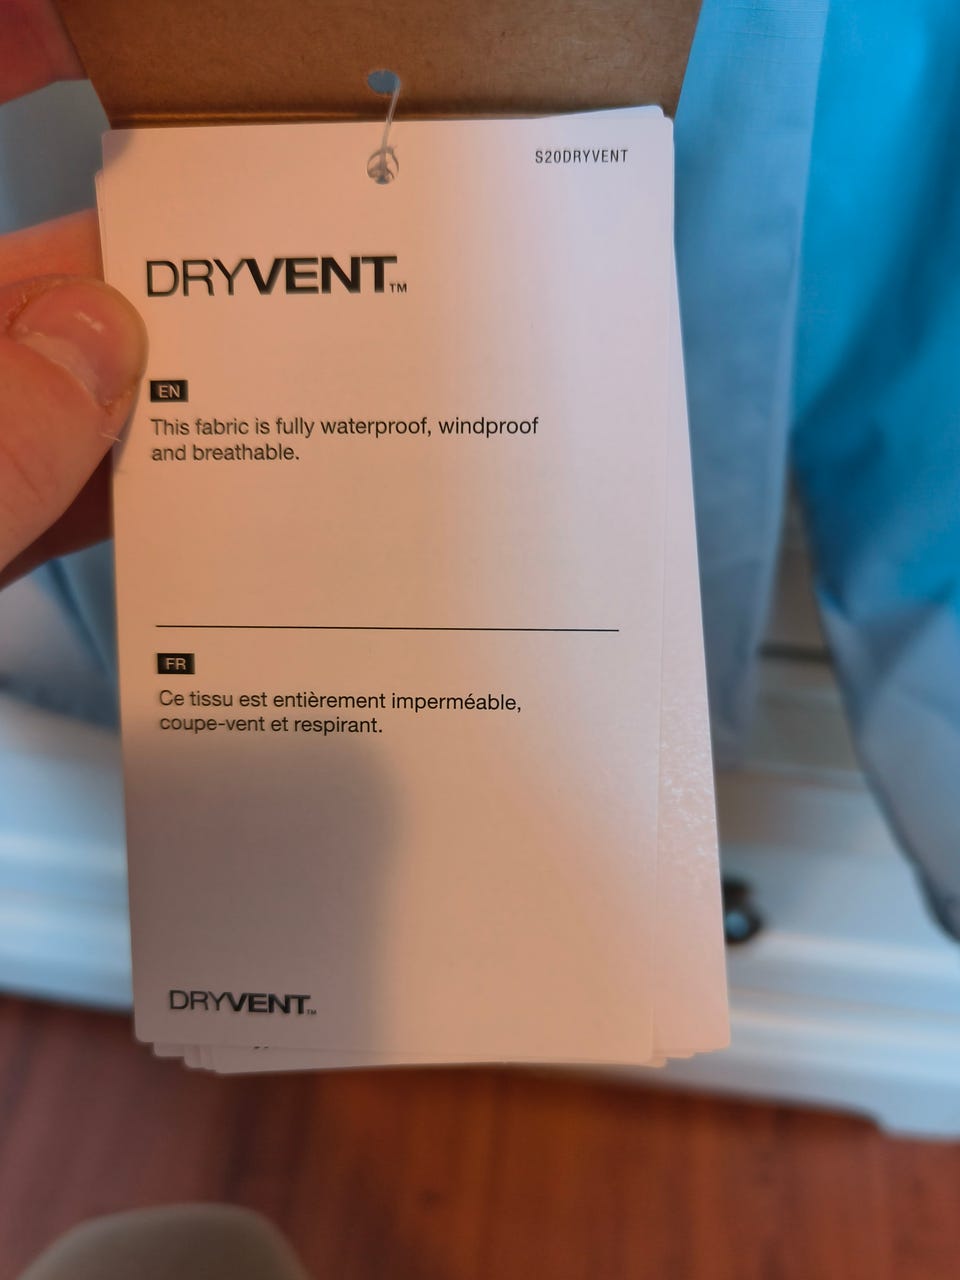 S20DRYVENT
DRYVENT™
EN
This fabric is fully waterproof, windproof
and breathable.
FR
Ce tissu est entièrement imperméable,
coupe-vent et respirant.
DRYVENT™